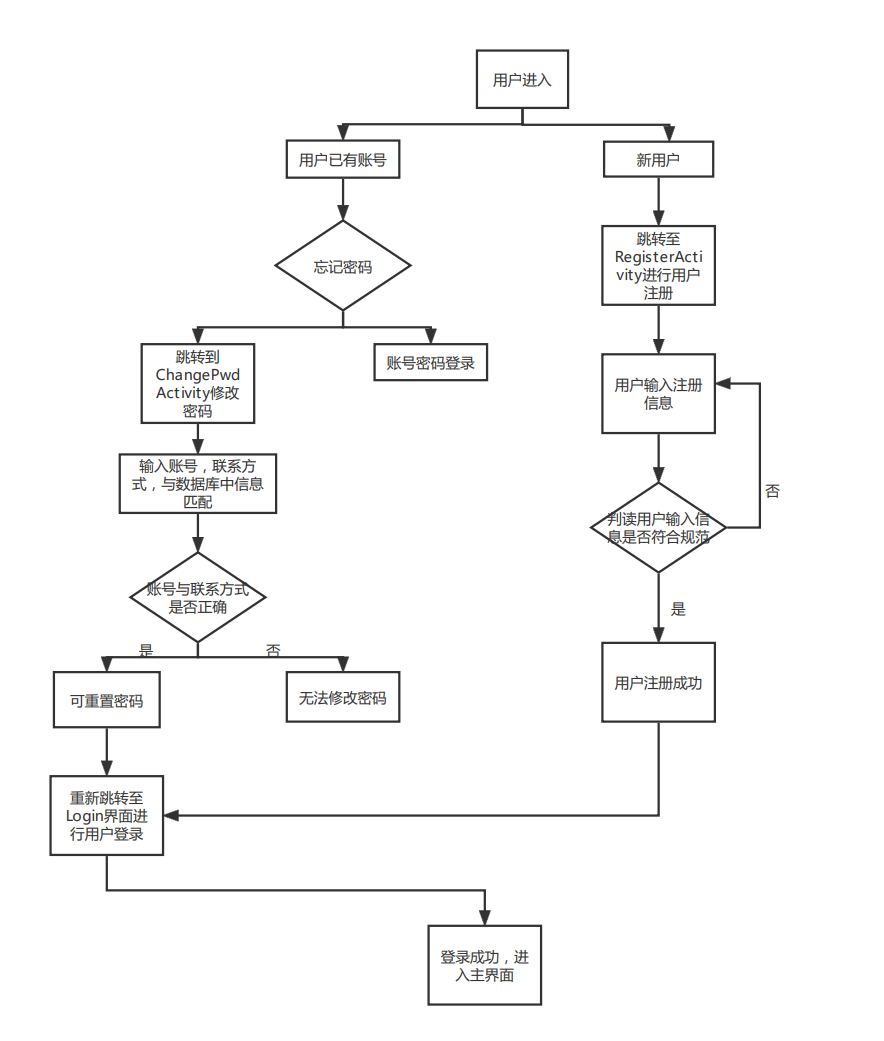 用户进入
用户已有账号
新用户
忘记密码
跳转至
RegisterActi
vity进行用户
注册
跳转到
ChangePwd
Activity修改
密码
账号密码登录
用户输入注册
信息
输入账号，联系方
式，与数据库中信息
匹配
否
判读用户输入信
息是否符合规范
账号与联系方式
是否正确
是
是
否
可重置密码
无法修改密码
用户注册成功
重新跳转至
Login界面进
行用户登录
登录成功，进
入主界面